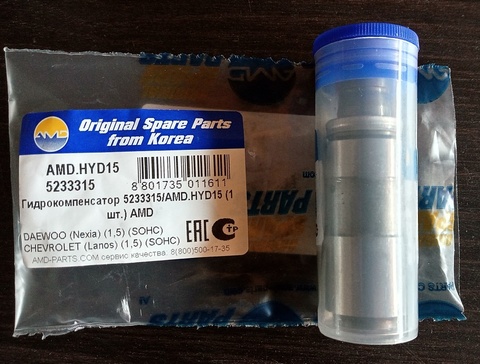 AMD
Original Spare Parts
from Korea
AMD.HYD15
5233315
8 801735 011611
Гидрокомпенсатор 5233315/AMD.HYD15 (1
шт.) AMD
DAEWOO (Nexia) (1,5) (SOHC)
CHEVROLET (Lanos) (1,5) (SOHC)
AMD-PARTS.COM сервис качества: 8(800)500-17-35
EAC
PARTS